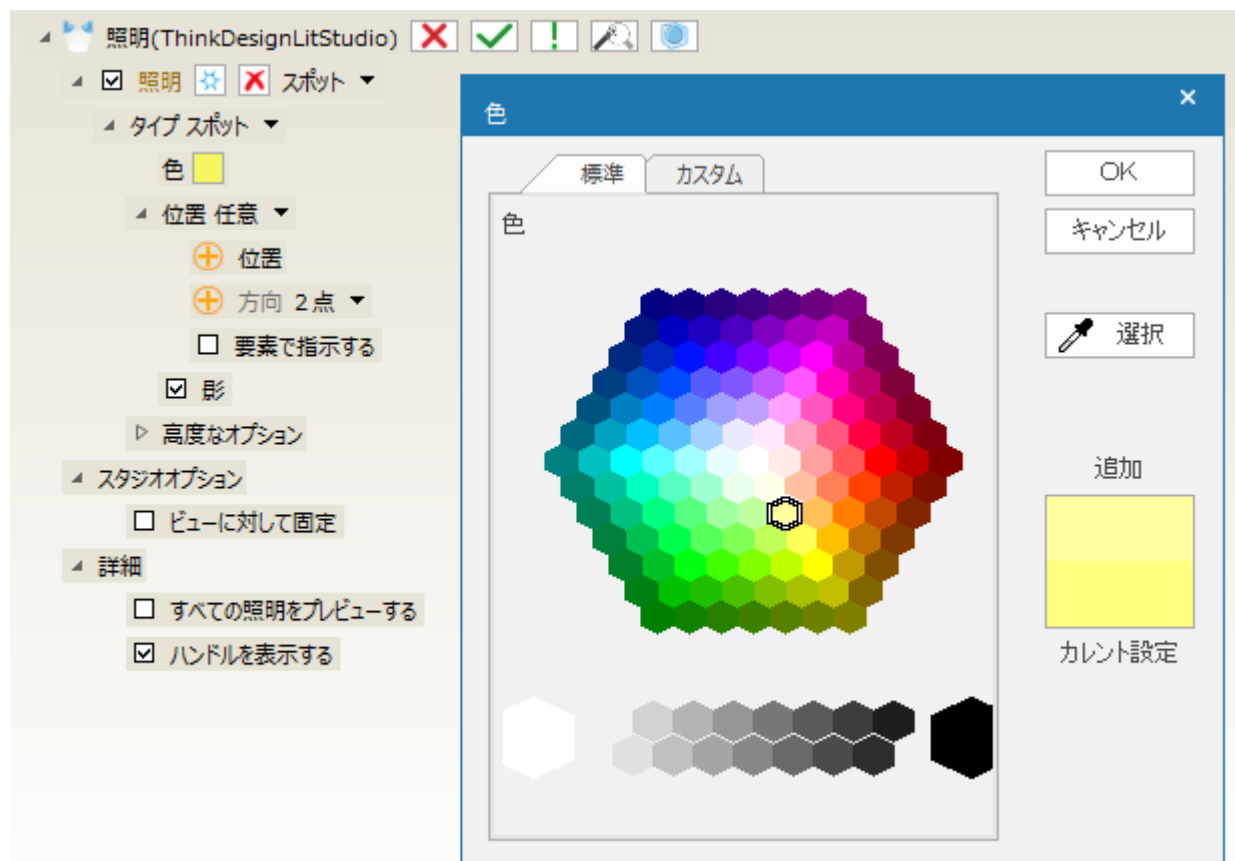 照明(ThinkDesignLitStudio)
照明 スポット
タイプ スポット
色
位置 任意
位置
方向 2点
要素で指示する
影
高度なオプション
スタジオオプション
ビューに対して固定
詳細
すべての照明をプレビューする
ハンドルを表示する
色
標準 カスタム
色
OK
キャンセル
選択
追加
カレント設定